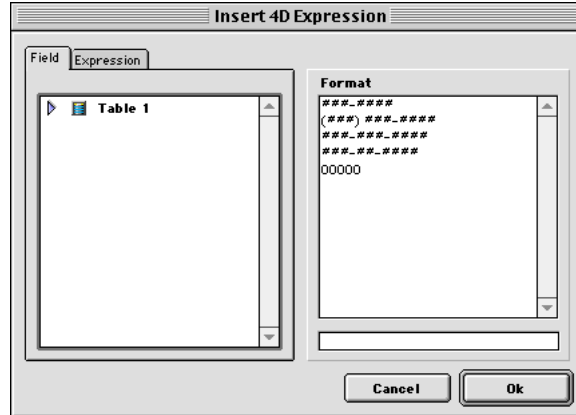 Insert 4D Expression
Field
Expression
Table 1
Format
###-####
(###) ###-####
###-###-####
###-##-####
00000
Cancel
Ok